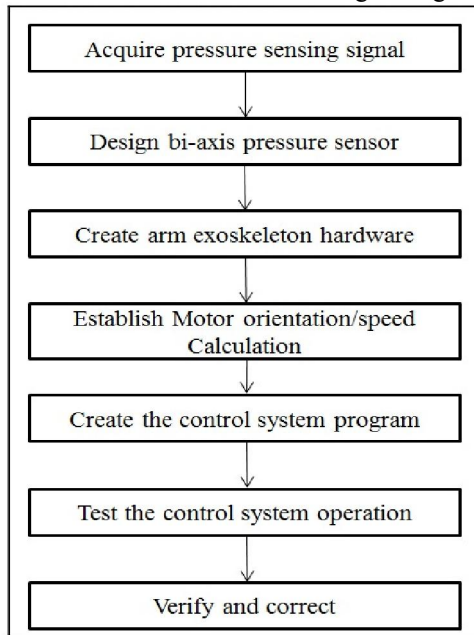 Acquire pressure sensing signal
Design bi-axis pressure sensor
Create arm exoskeleton hardware
Establish Motor orientation/speed
Calculation
Create the control system program
Test the control system operation
Verify and correct